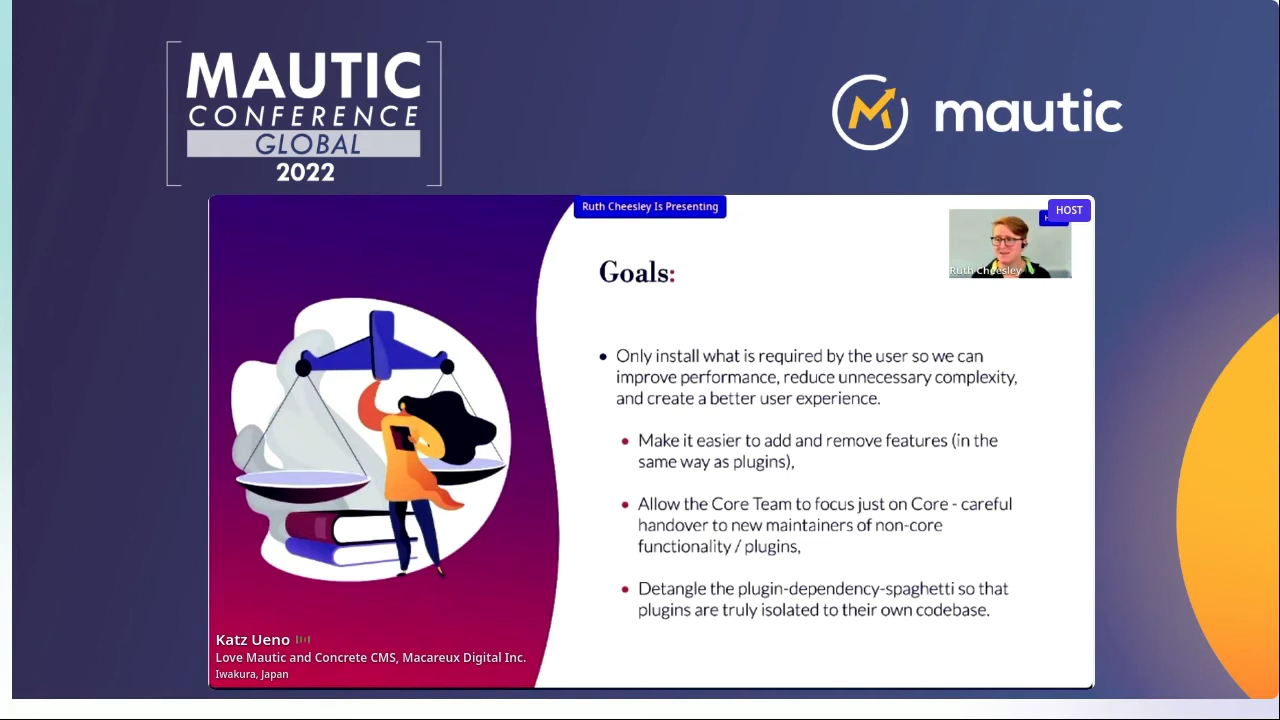 MAUTIC
CONFERENCE
GLOBAL
2022
mautic
Ruth Cheesley Is Presenting
HOST
Ruth Cheesley
Goals:
• Only install what is required by the user so we can
improve performance, reduce unnecessary complexity,
and create a better user experience.
• Make it easier to add and remove features (in the
same way as plugins),
• Allow the Core Team to focus just on Core - careful
handover to new maintainers of non-core
functionality / plugins,
• Detangle the plugin-dependency-spaghetti so that
plugins are truly isolated to their own codebase.
Katz Ueno
Love Mautic and Concrete CMS, Macareux Digital Inc.
Iwakura, Japan